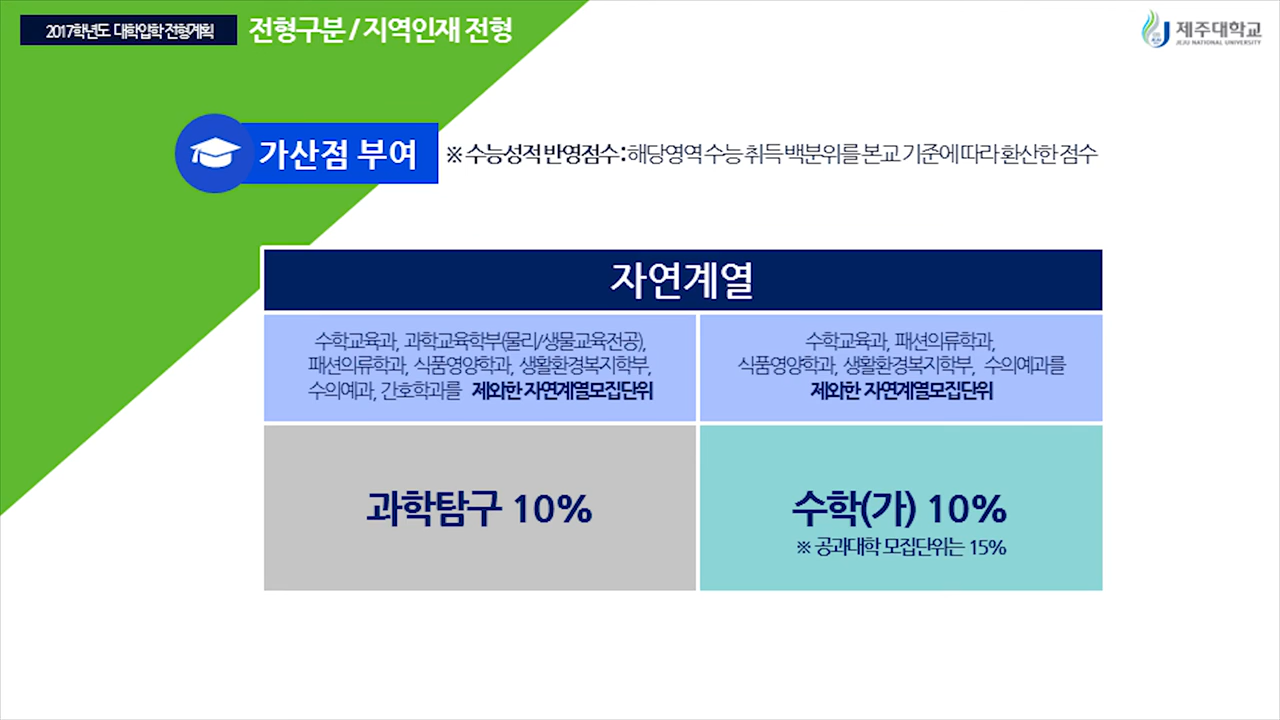 2017학년도 대학입학 전형계획
전형구분 / 지역인재 전형
제주대학교
JEJU NATIONAL UNIVERSITY
가산점 부여
※ 수능성적 반영점수 : 해당영역 수능 취득 백분위를 본교 기준에 따라 환산한 점수
자연계열
수학교육과, 과학교육학부(물리/생물교육전공),
패션의류학과, 식품영양학과, 생활환경복지학부,
수의예과, 간호학과를 제외한 자연계열모집단위
수학교육과, 패션의류학과,
식품영양학과, 생활환경복지학부, 수의예과를
제외한 자연계열모집단위
과학탐구 10%
수학(가) 10%
※ 공과대학 모집단위는 15%